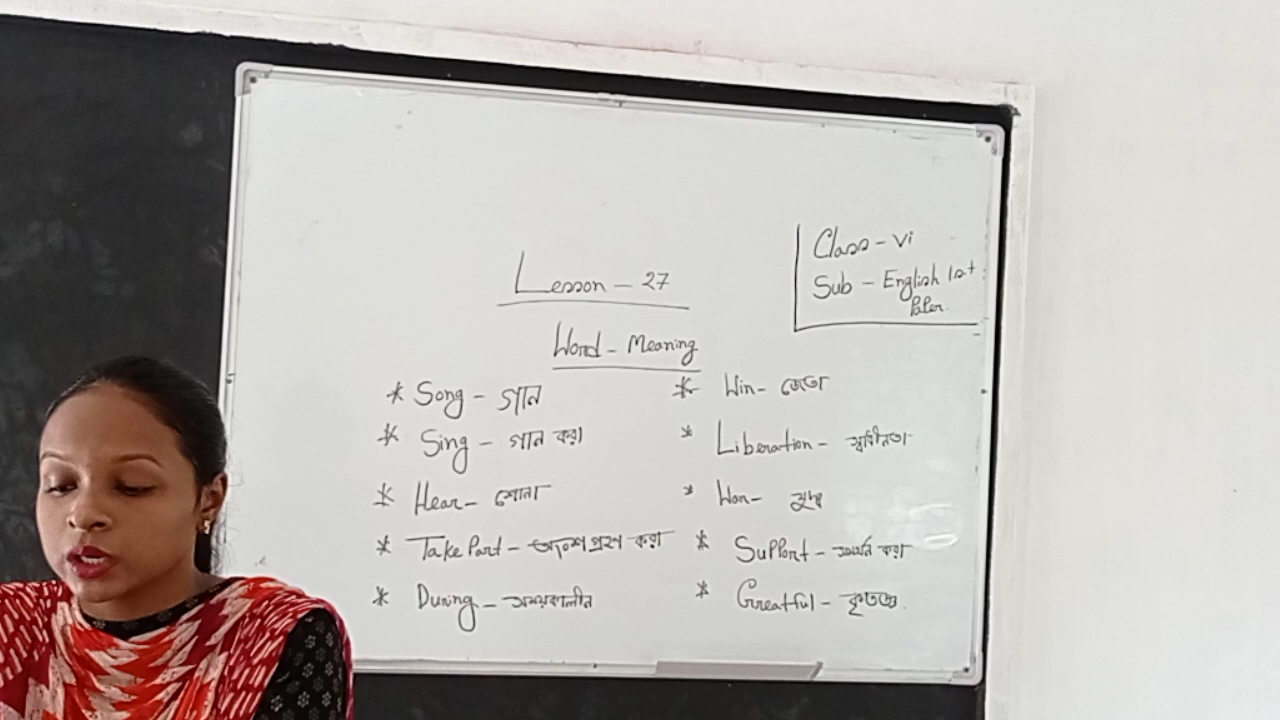 Class - vi
Sub - English 1st
Paper.
Lesson - 27
Word - Meaning
* Song - গান
* Sing - গান করা
* Hear - শোনা
* Take Part - অংশগ্রহণ করা
* During - সময়কালীন
* Win - জেতা
* Liberation - স্বাধীনতা
* War - যুদ্ধ
* Support - সমর্থন করা
* Greatful - কৃতজ্ঞ.